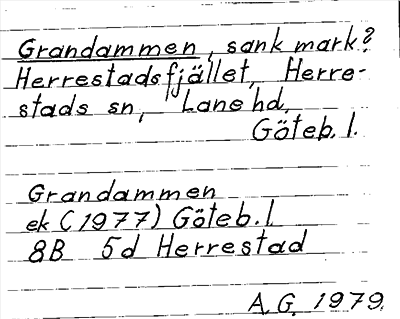 Grandammen, sank mark?
Herrestadsfjället, Herre-
stads sn, Lane hd,
Göteb. l.
Grandammen
ek (1977) Göteb. l
8B 5d Herrestad
A. G. 1979.